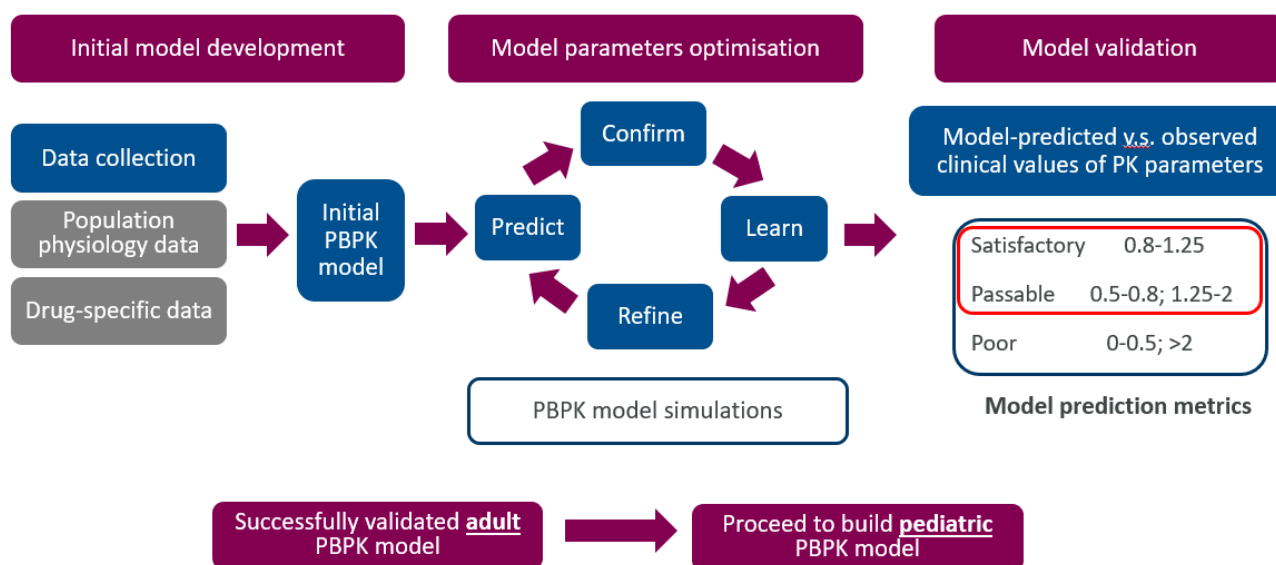 Initial model development
Model parameters optimisation
Model validation
Data collection
Population
physiology data
Drug-specific data
Initial
PBPK
model
Confirm
Predict
Learn
Refine
PBPK model simulations
Model-predicted v.s. observed
clinical values of PK parameters
Satisfactory 0.8-1.25
Passable 0.5-0.8; 1.25-2
Poor 0-0.5; >2
Model prediction metrics
Successfully validated adult
PBPK model
Proceed to build pediatric
PBPK model